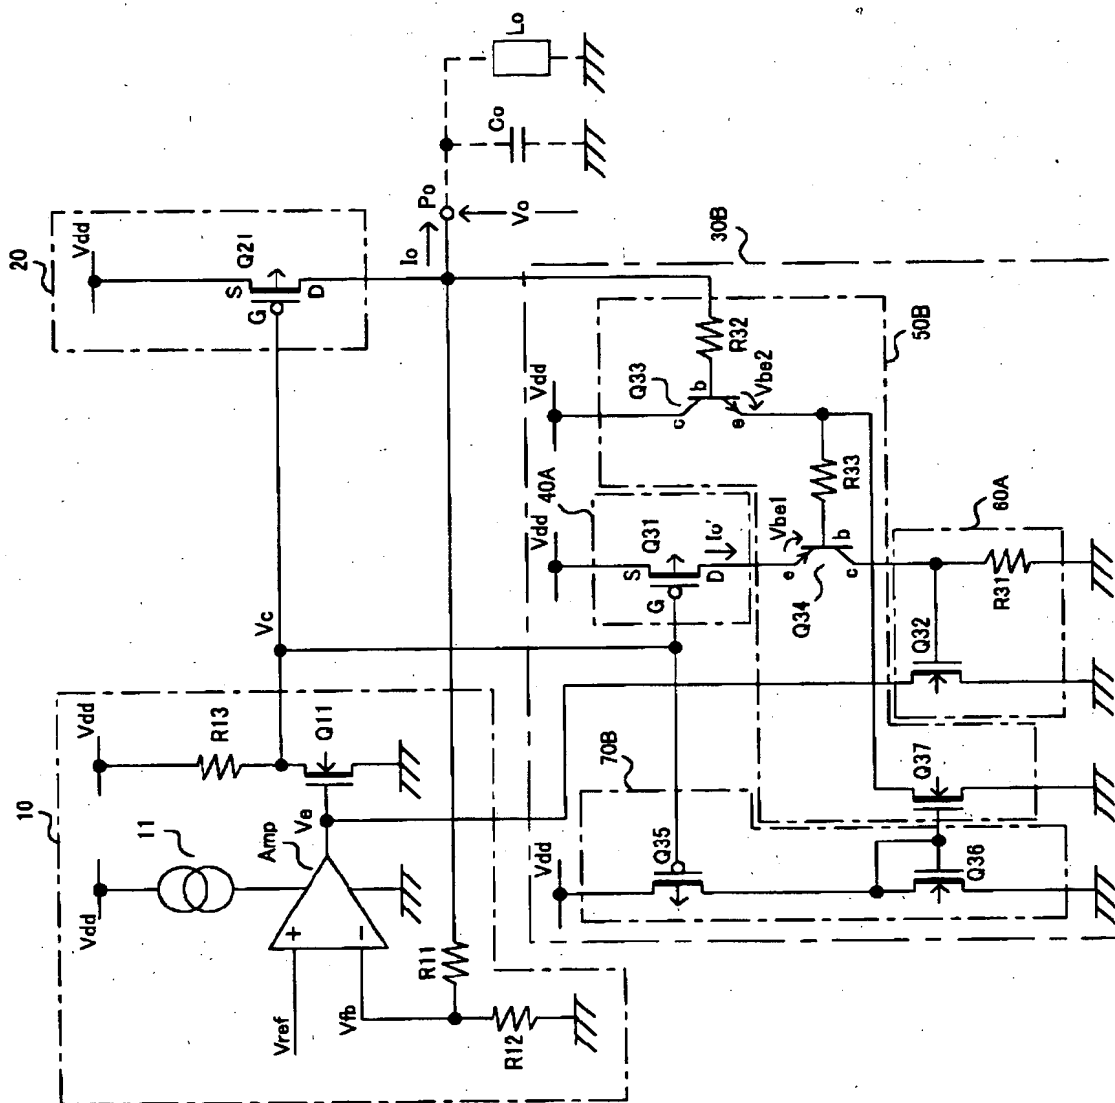 10
Vdd
11
Vdd
R13
Amp
Va
Q11
Vref
Vfb
+
−
R11
R12
Vc
20
Vdd
S
Q21
G
D
Io
Po
Vo
Co
Lo
30B
40A
Vdd
S
Q31
G
D
Io'
Vdd
Q33
c
b
e
Vbe2
R32
50B
R33
Vbe1
e
b
c
Q34
60A
Q32
R31
70B
Vdd
Q35
Q37
Q36